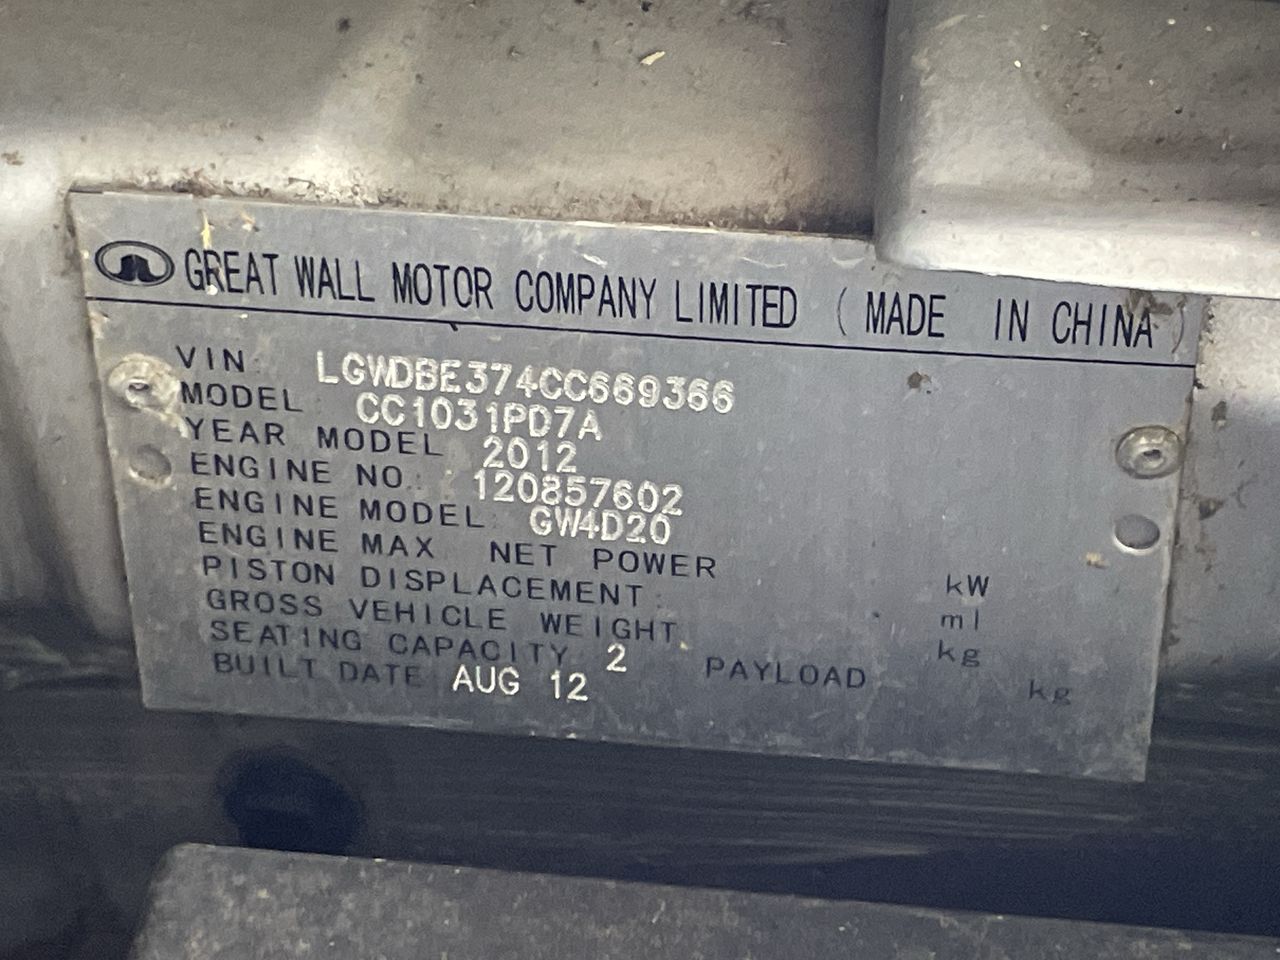 GREAT WALL MOTOR COMPANY LIMITED (MADE IN CHINA)
VIN: LGWDBE374CC669366
MODEL CC1031PD7A
YEAR MODEL 2012
ENGINE NO.: 120857602
ENGINE MODEL: GW4D20
ENGINE MAX NET POWER kW
PISTON DISPLACEMENT: ml
GROSS VEHICLE WEIGHT kg
SEATING CAPACITY 2 PAYLOAD kg
BUILT DATE AUG 12